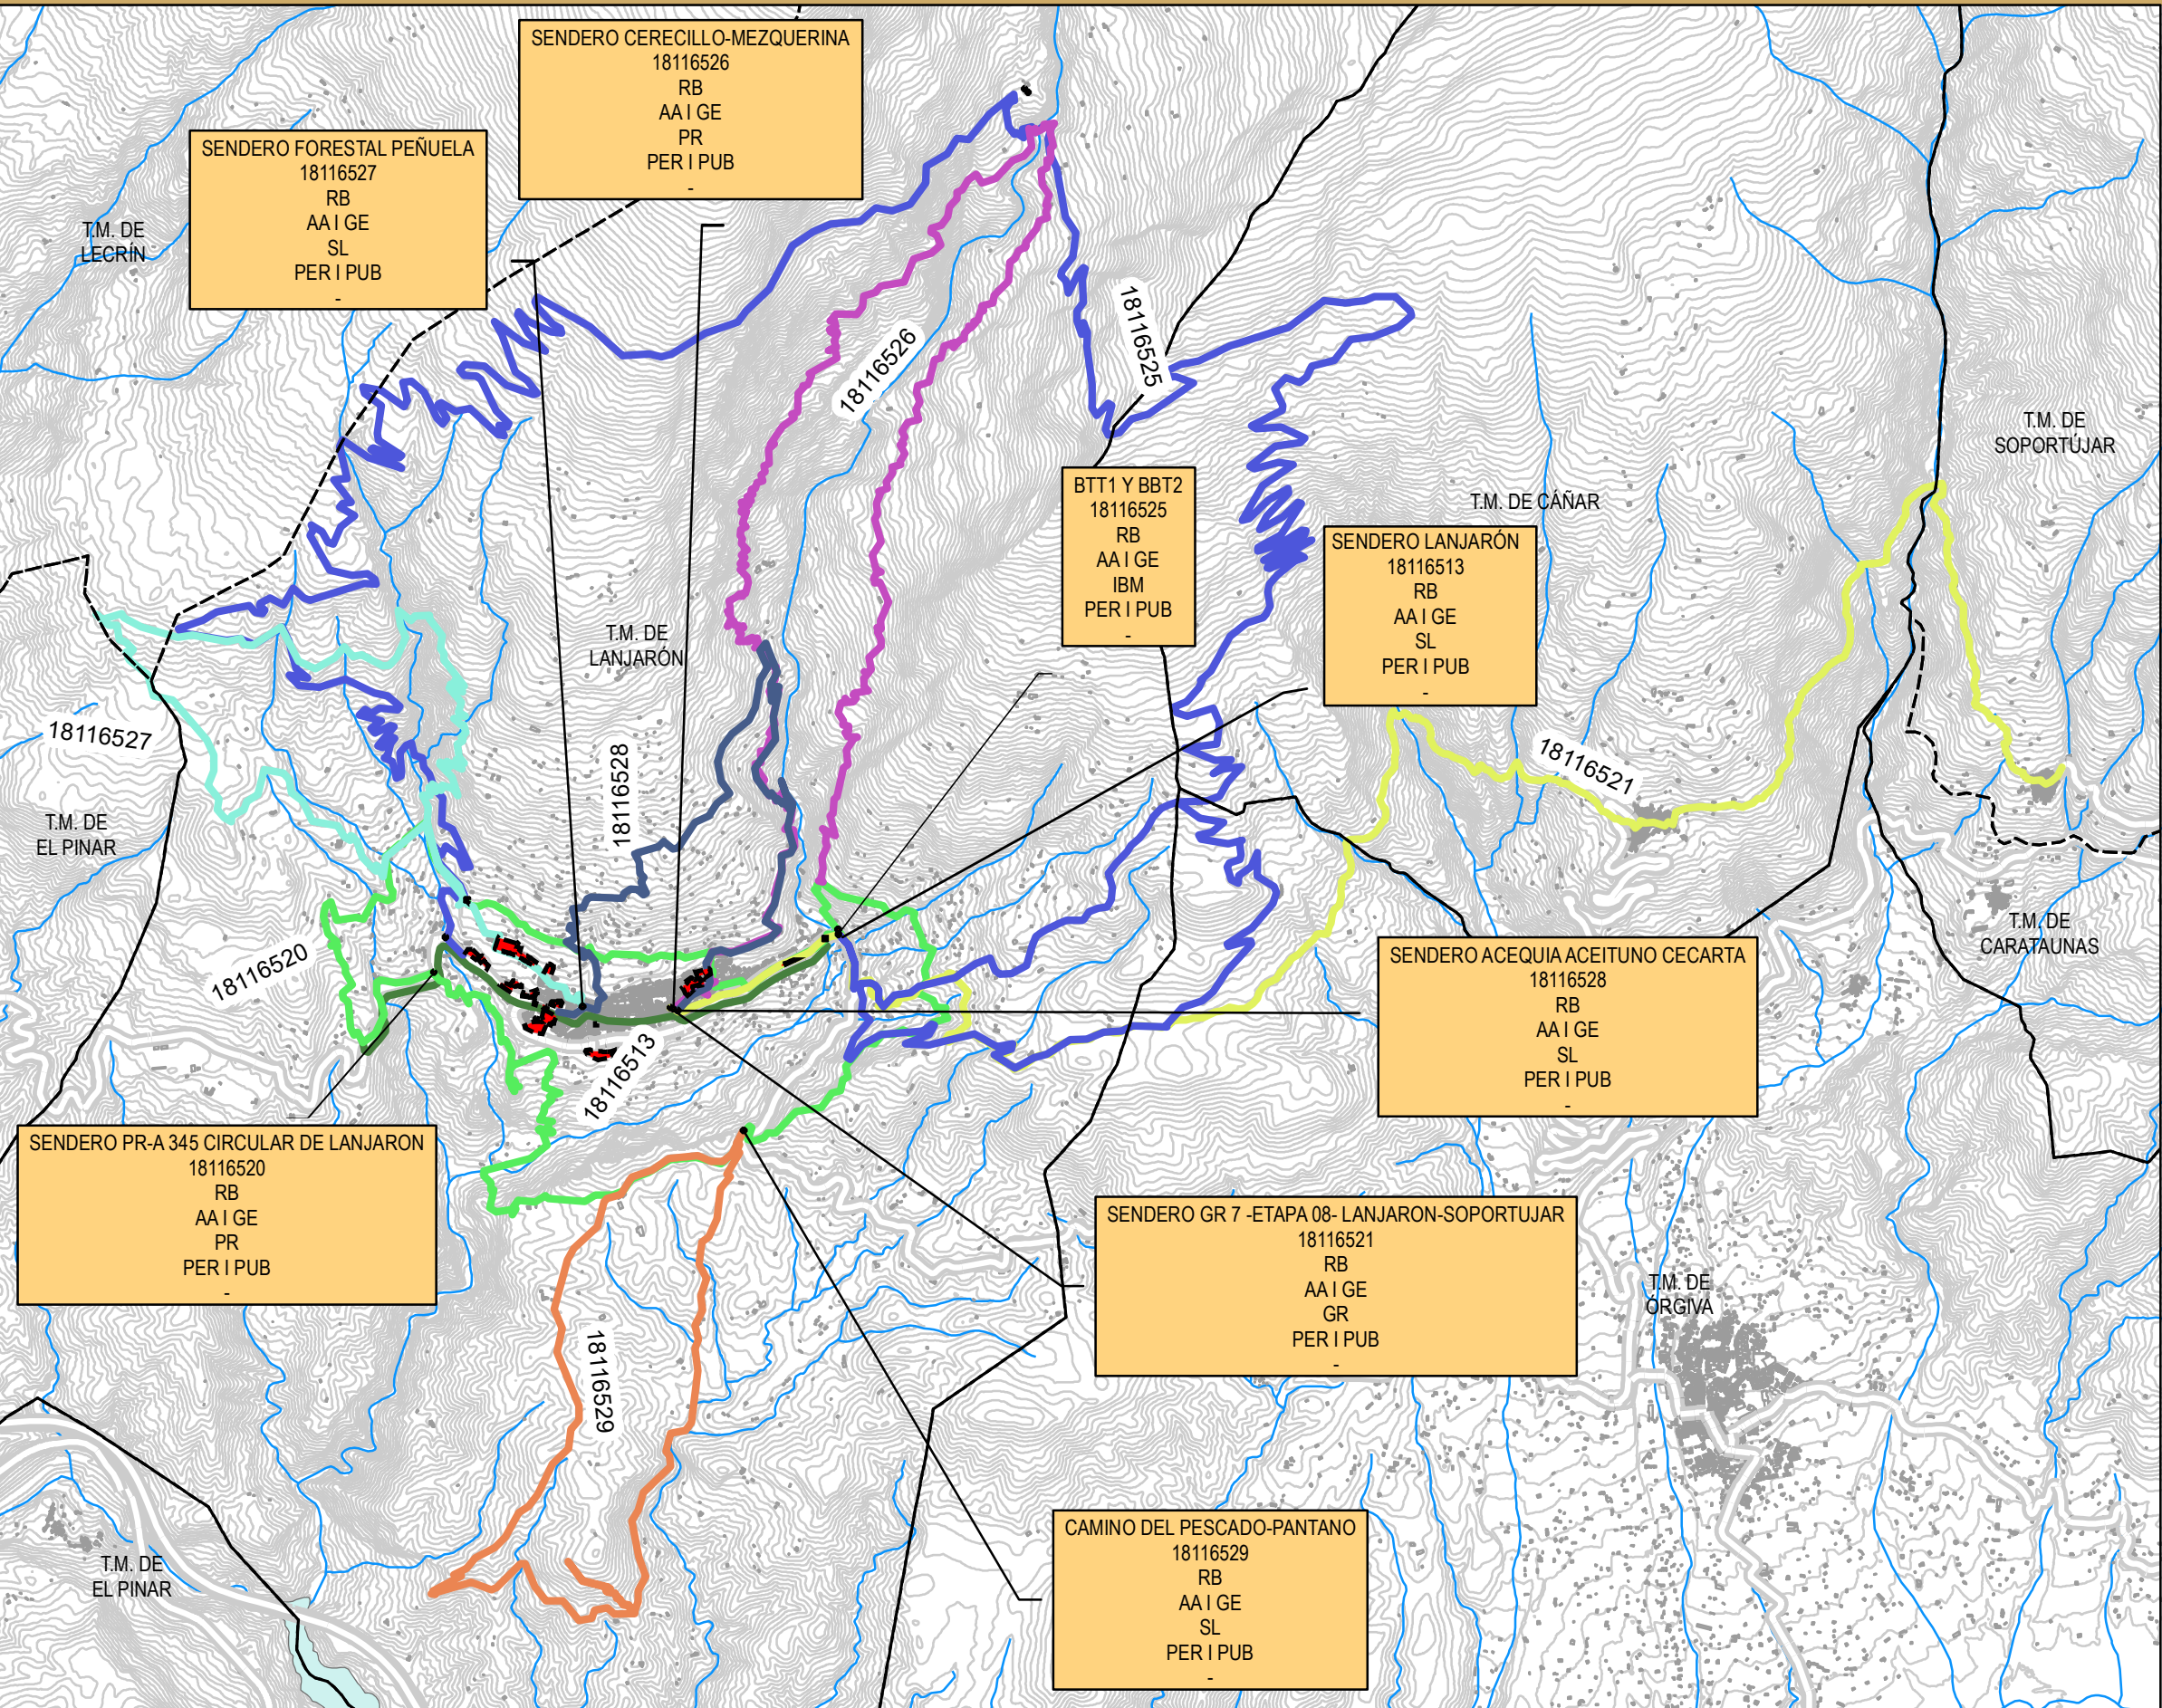 SENDERO CERECILLO-MEZQUERINA
18116526
RB
AA I GE
PR
PER I PUB
-
SENDERO FORESTAL PEÑUELA
18116527
RB
AA I GE
SL
PER I PUB
-
T.M. DE
LECRÍN
18116525
18116526
T.M. DE
SOPORTÚJAR
BTT1 Y BBT2
18116525
RB
AA I GE
IBM
PER I PUB
-
T.M. DE CÁÑAR
SENDERO LANJARÓN
18116513
RB
AA I GE
SL
PER I PUB
-
T.M. DE
LANJARÓN
18116527
18116528
18116521
T.M. DE
EL PINAR
T.M. DE
CARATAUNAS
18116520
SENDERO ACEQUIA ACEITUNO CECARTA
18116528
RB
AA I GE
SL
PER I PUB
-
18116513
SENDERO PR-A 345 CIRCULAR DE LANJARON
18116520
RB
AA I GE
PR
PER I PUB
-
SENDERO GR 7 -ETAPA 08- LANJARON-SOPORTUJAR
18116521
RB
AA I GE
GR
PER I PUB
-
T.M. DE
ÓRGIVA
18116529
CAMINO DEL PESCADO-PANTANO
18116529
RB
AA I GE
SL
PER I PUB
-
T.M. DE
EL PINAR